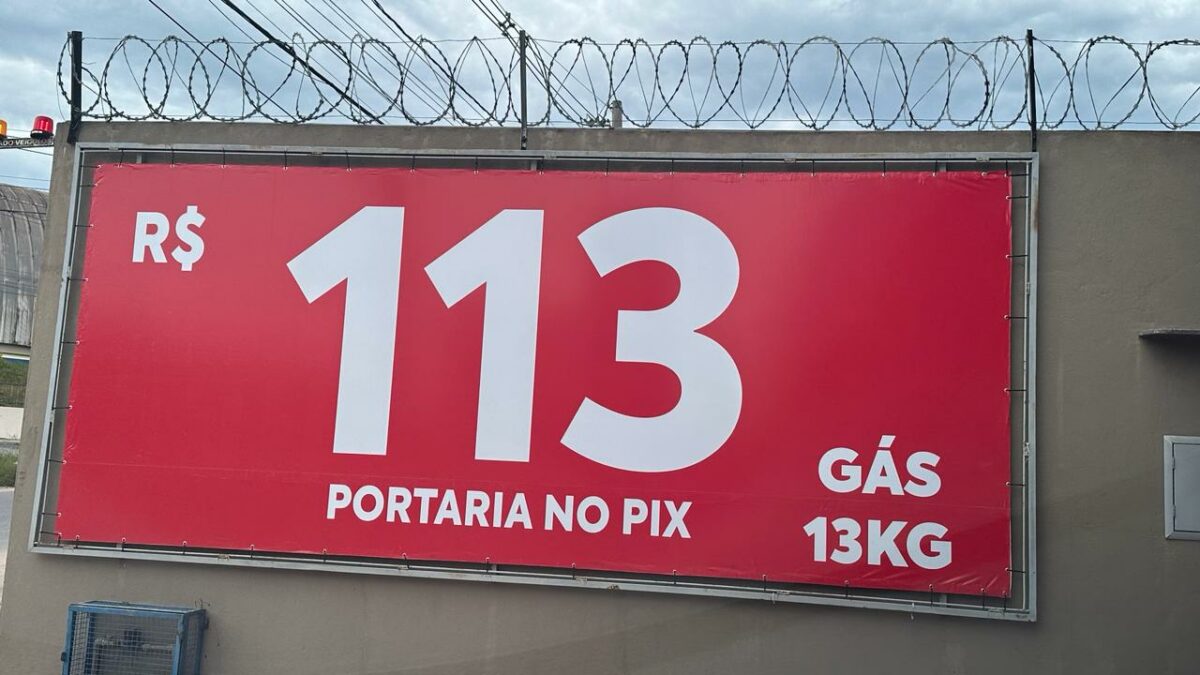 R$ 113
PORTARIA NO PIX
GÁS
13KG